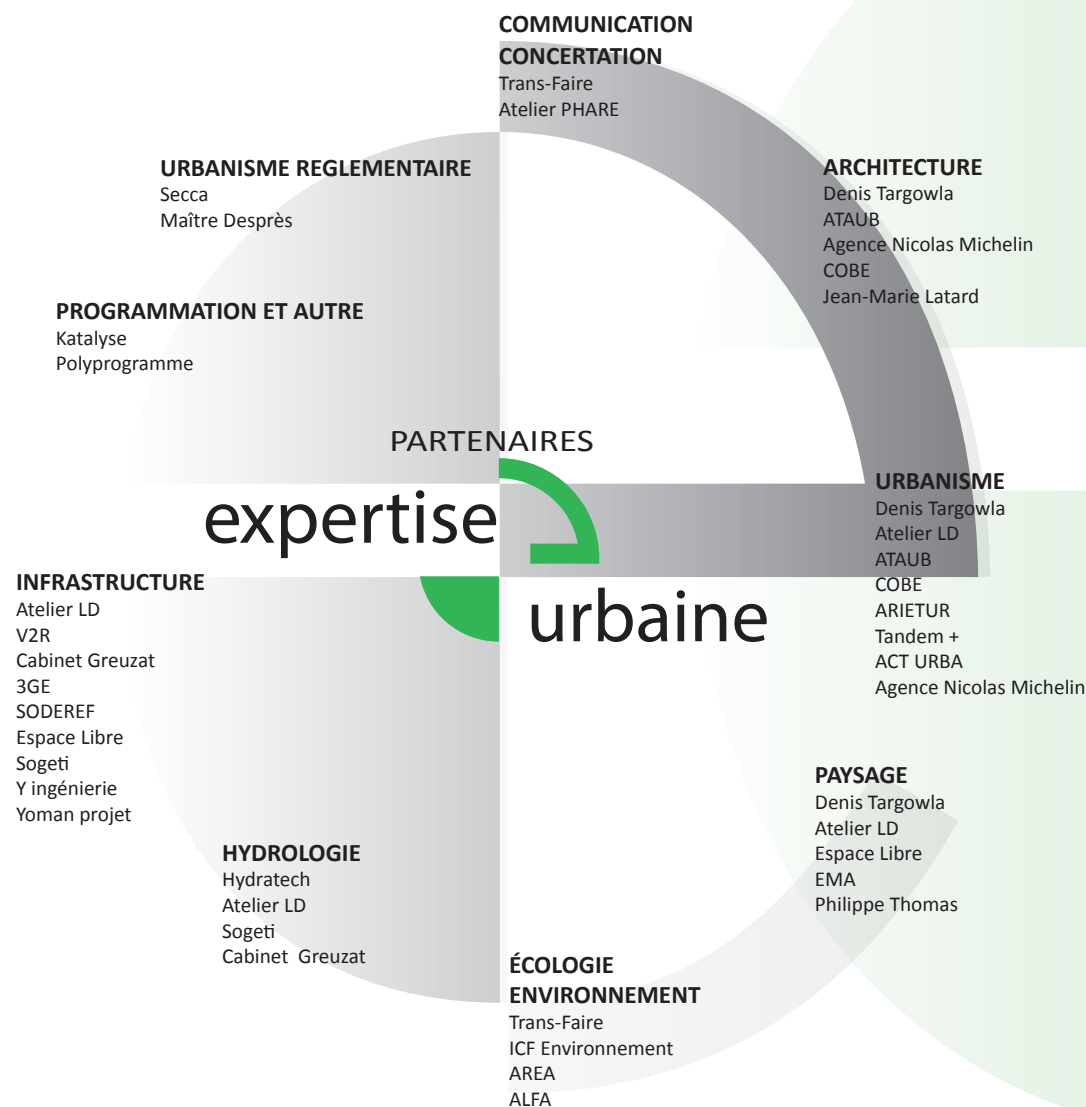 COMMUNICATION
CONCERTATION
Trans-Faire
Atelier PHARE
URBANISME REGLEMENTAIRE
Secca
Maître Desprès
ARCHITECTURE
Denis Targowla
ATAUB
Agence Nicolas Michelin
COBE
Jean-Marie Latard
PROGRAMMATION ET AUTRE
Katalyse
Polyprogramme
PARTENAIRES
expertise
urbaine
URBANISME
Denis Targowla
Atelier LD
ATAUB
COBE
ARIETUR
Tandem +
ACT URBA
Agence Nicolas Michelin
INFRASTRUCTURE
Atelier LD
V2R
Cabinet Greuzat
3GE
SODEREF
Espace Libre
Sogeti
Y ingénierie
Yoman projet
PAYSAGE
Denis Targowla
Atelier LD
Espace Libre
EMA
Philippe Thomas
HYDROLOGIE
Hydratech
Atelier LD
Sogeti
Cabinet  Greuzat
ÉCOLOGIE
ENVIRONNEMENT
Trans-Faire
ICF Environnement
AREA
ALFA